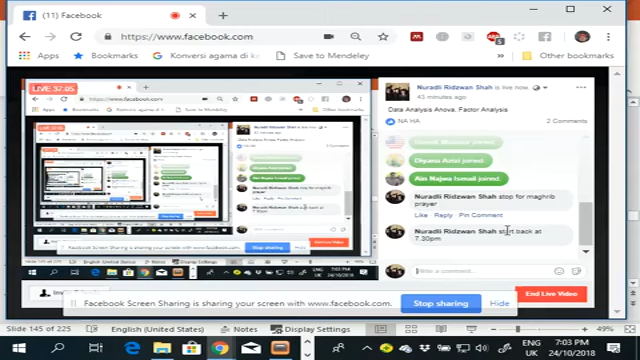 (11) Facebook
https://www.facebook.com
Apps
Bookmarks
Konversi agama di k
Save to Mendeley
Other bookmarks
LIVE 37:05
Nuradli Ridzwan Shah is live now.
43 minutes ago
Data Analysis Anova, Factor Analysis
NA HA
2 Comments
Diyana Azizi joined.
Ain Najwa Ismail joined.
Nuradli Ridzwan Shah stop for maghrib
prayer
Like Reply Pin Comment
Nuradli Ridzwan Shah start back at
7.30pm
Write a comment...
End Live Video
Facebook Screen Sharing is sharing your screen with www.facebook.com.
Stop sharing
Hide
Slide 145 of 225
English (United States)
Notes
Display Settings
ENG
UK
7:03 PM
24/10/2018